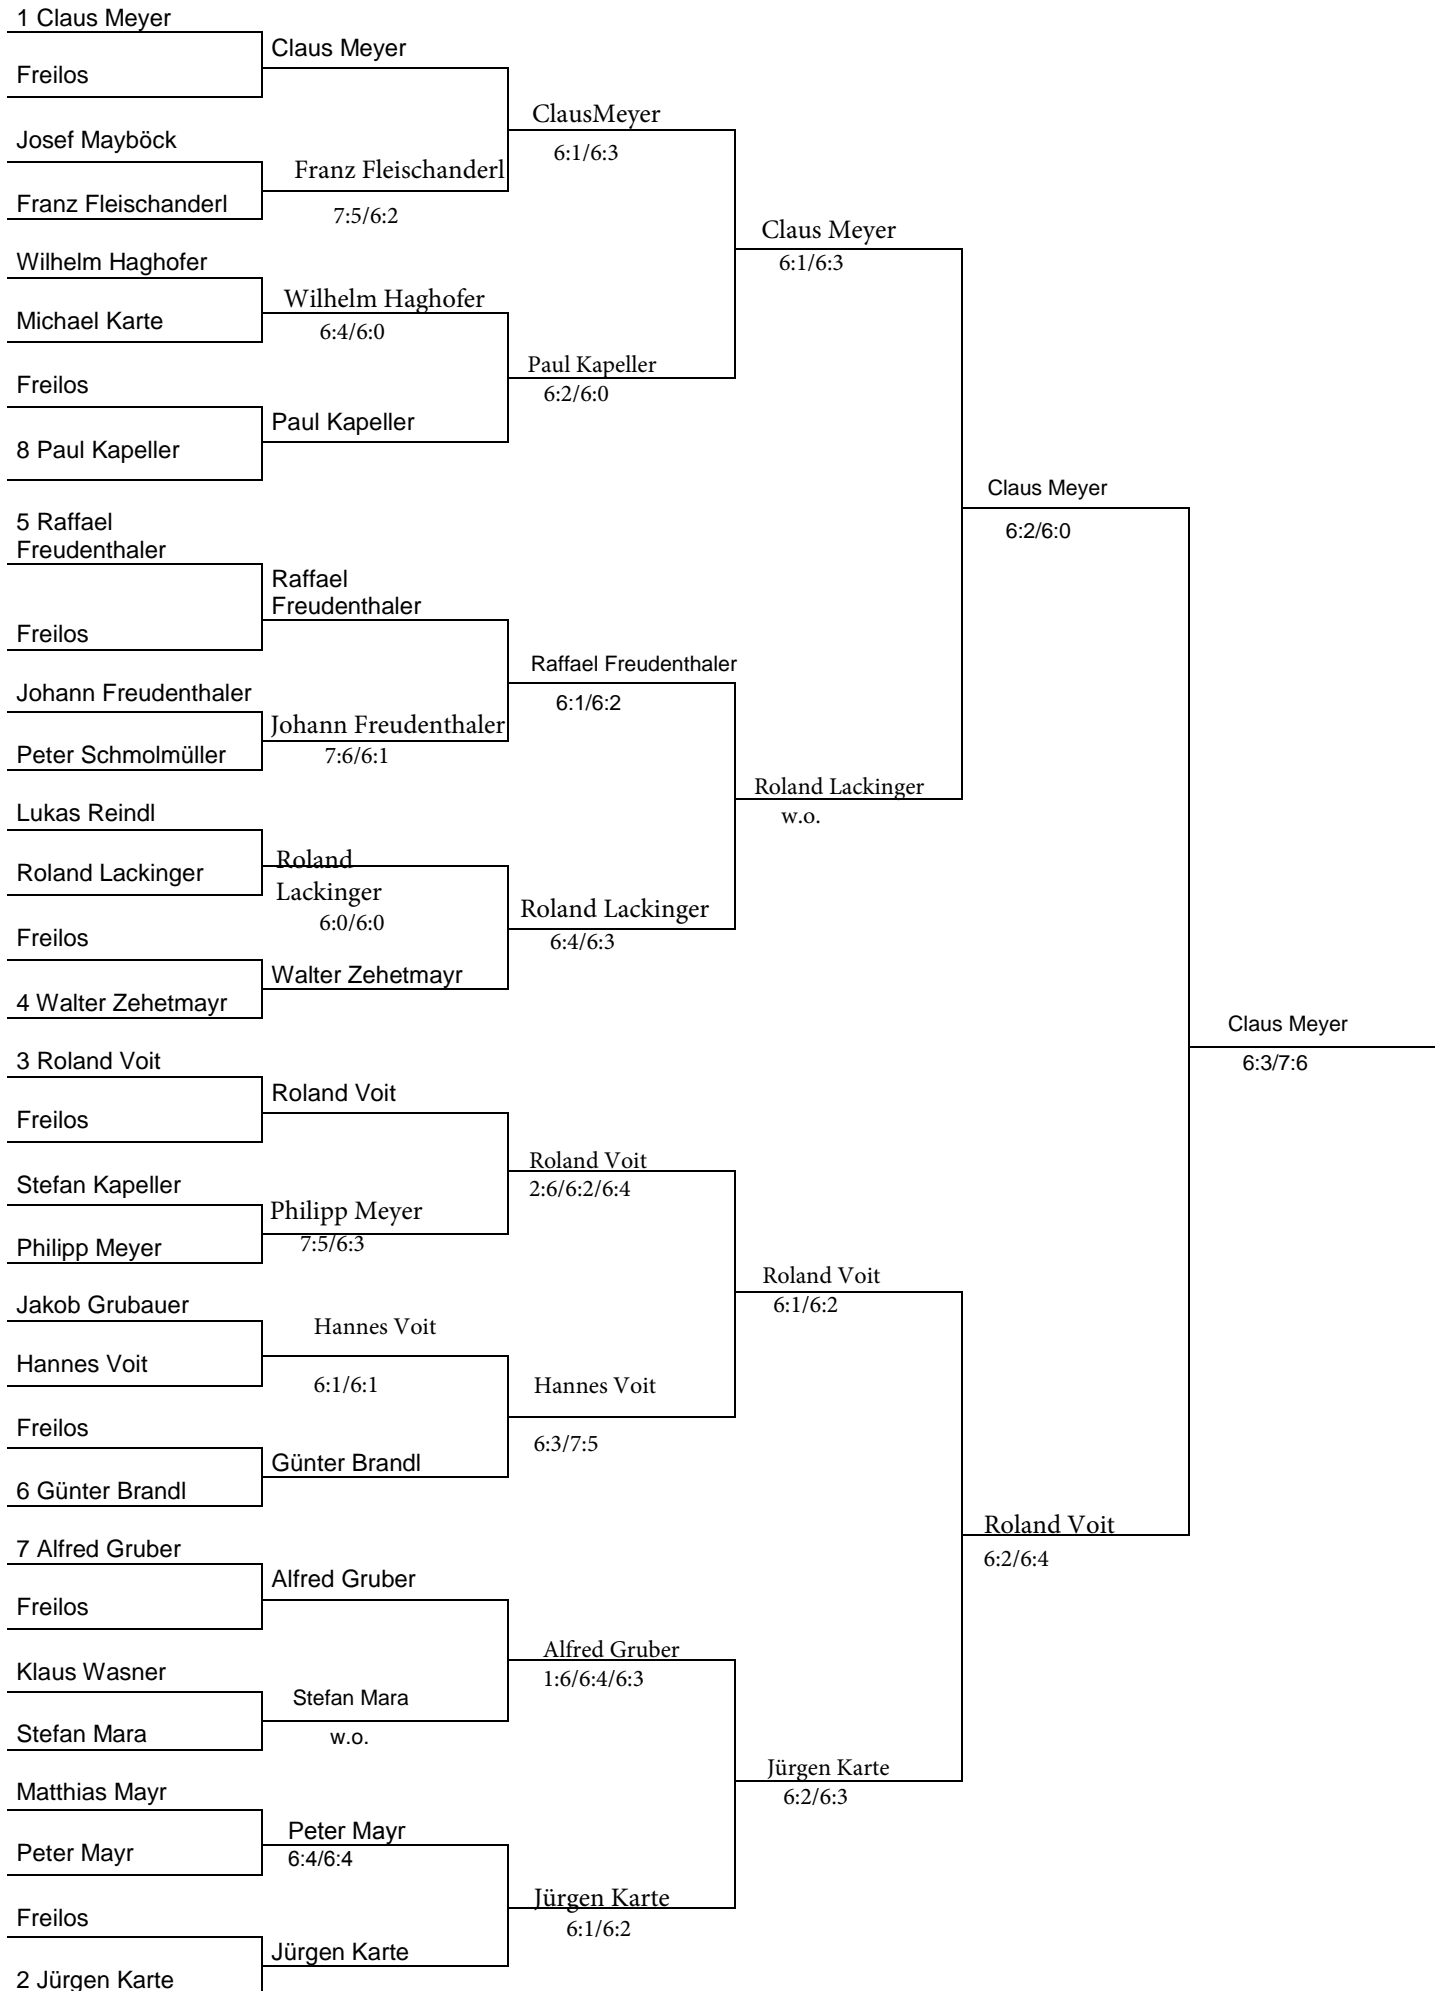 1 Claus Meyer
Freilos
Josef Mayböck
Franz Fleischanderl
Wilhelm Haghofer
Michael Karte
Freilos
8 Paul Kapeller
5 Raffael
Freudenthaler
Freilos
Johann Freudenthaler
Peter Schmolmüller
Lukas Reindl
Roland Lackinger
Freilos
4 Walter Zehetmayr
3 Roland Voit
Freilos
Stefan Kapeller
Philipp Meyer
Jakob Grubauer
Hannes Voit
Freilos
6 Günter Brandl
7 Alfred Gruber
Freilos
Klaus Wasner
Stefan Mara
Matthias Mayr
Peter Mayr
Freilos
2 Jürgen Karte
Claus Meyer
Franz Fleischanderl
7:5/6:2
Wilhelm Haghofer
6:4/6:0
Paul Kapeller
Raffael
Freudenthaler
Johann Freudenthaler
7:6/6:1
Roland
Lackinger
6:0/6:0
Walter Zehetmayr
Roland Voit
Philipp Meyer
7:5/6:3
Hannes Voit
6:1/6:1
Günter Brandl
Alfred Gruber
Stefan Mara
w.o.
Peter Mayr
6:4/6:4
Jürgen Karte
ClausMeyer
6:1/6:3
Paul Kapeller
6:2/6:0
Raffael Freudenthaler
6:1/6:2
Roland Lackinger
6:4/6:3
Roland Voit
2:6/6:2/6:4
Hannes Voit
6:3/7:5
Alfred Gruber
1:6/6:4/6:3
Jürgen Karte
6:1/6:2
Claus Meyer
6:1/6:3
Roland Lackinger
w.o.
Roland Voit
6:1/6:2
Jürgen Karte
6:2/6:3
Claus Meyer
6:2/6:0
Roland Voit
6:2/6:4
Claus Meyer
6:3/7:6